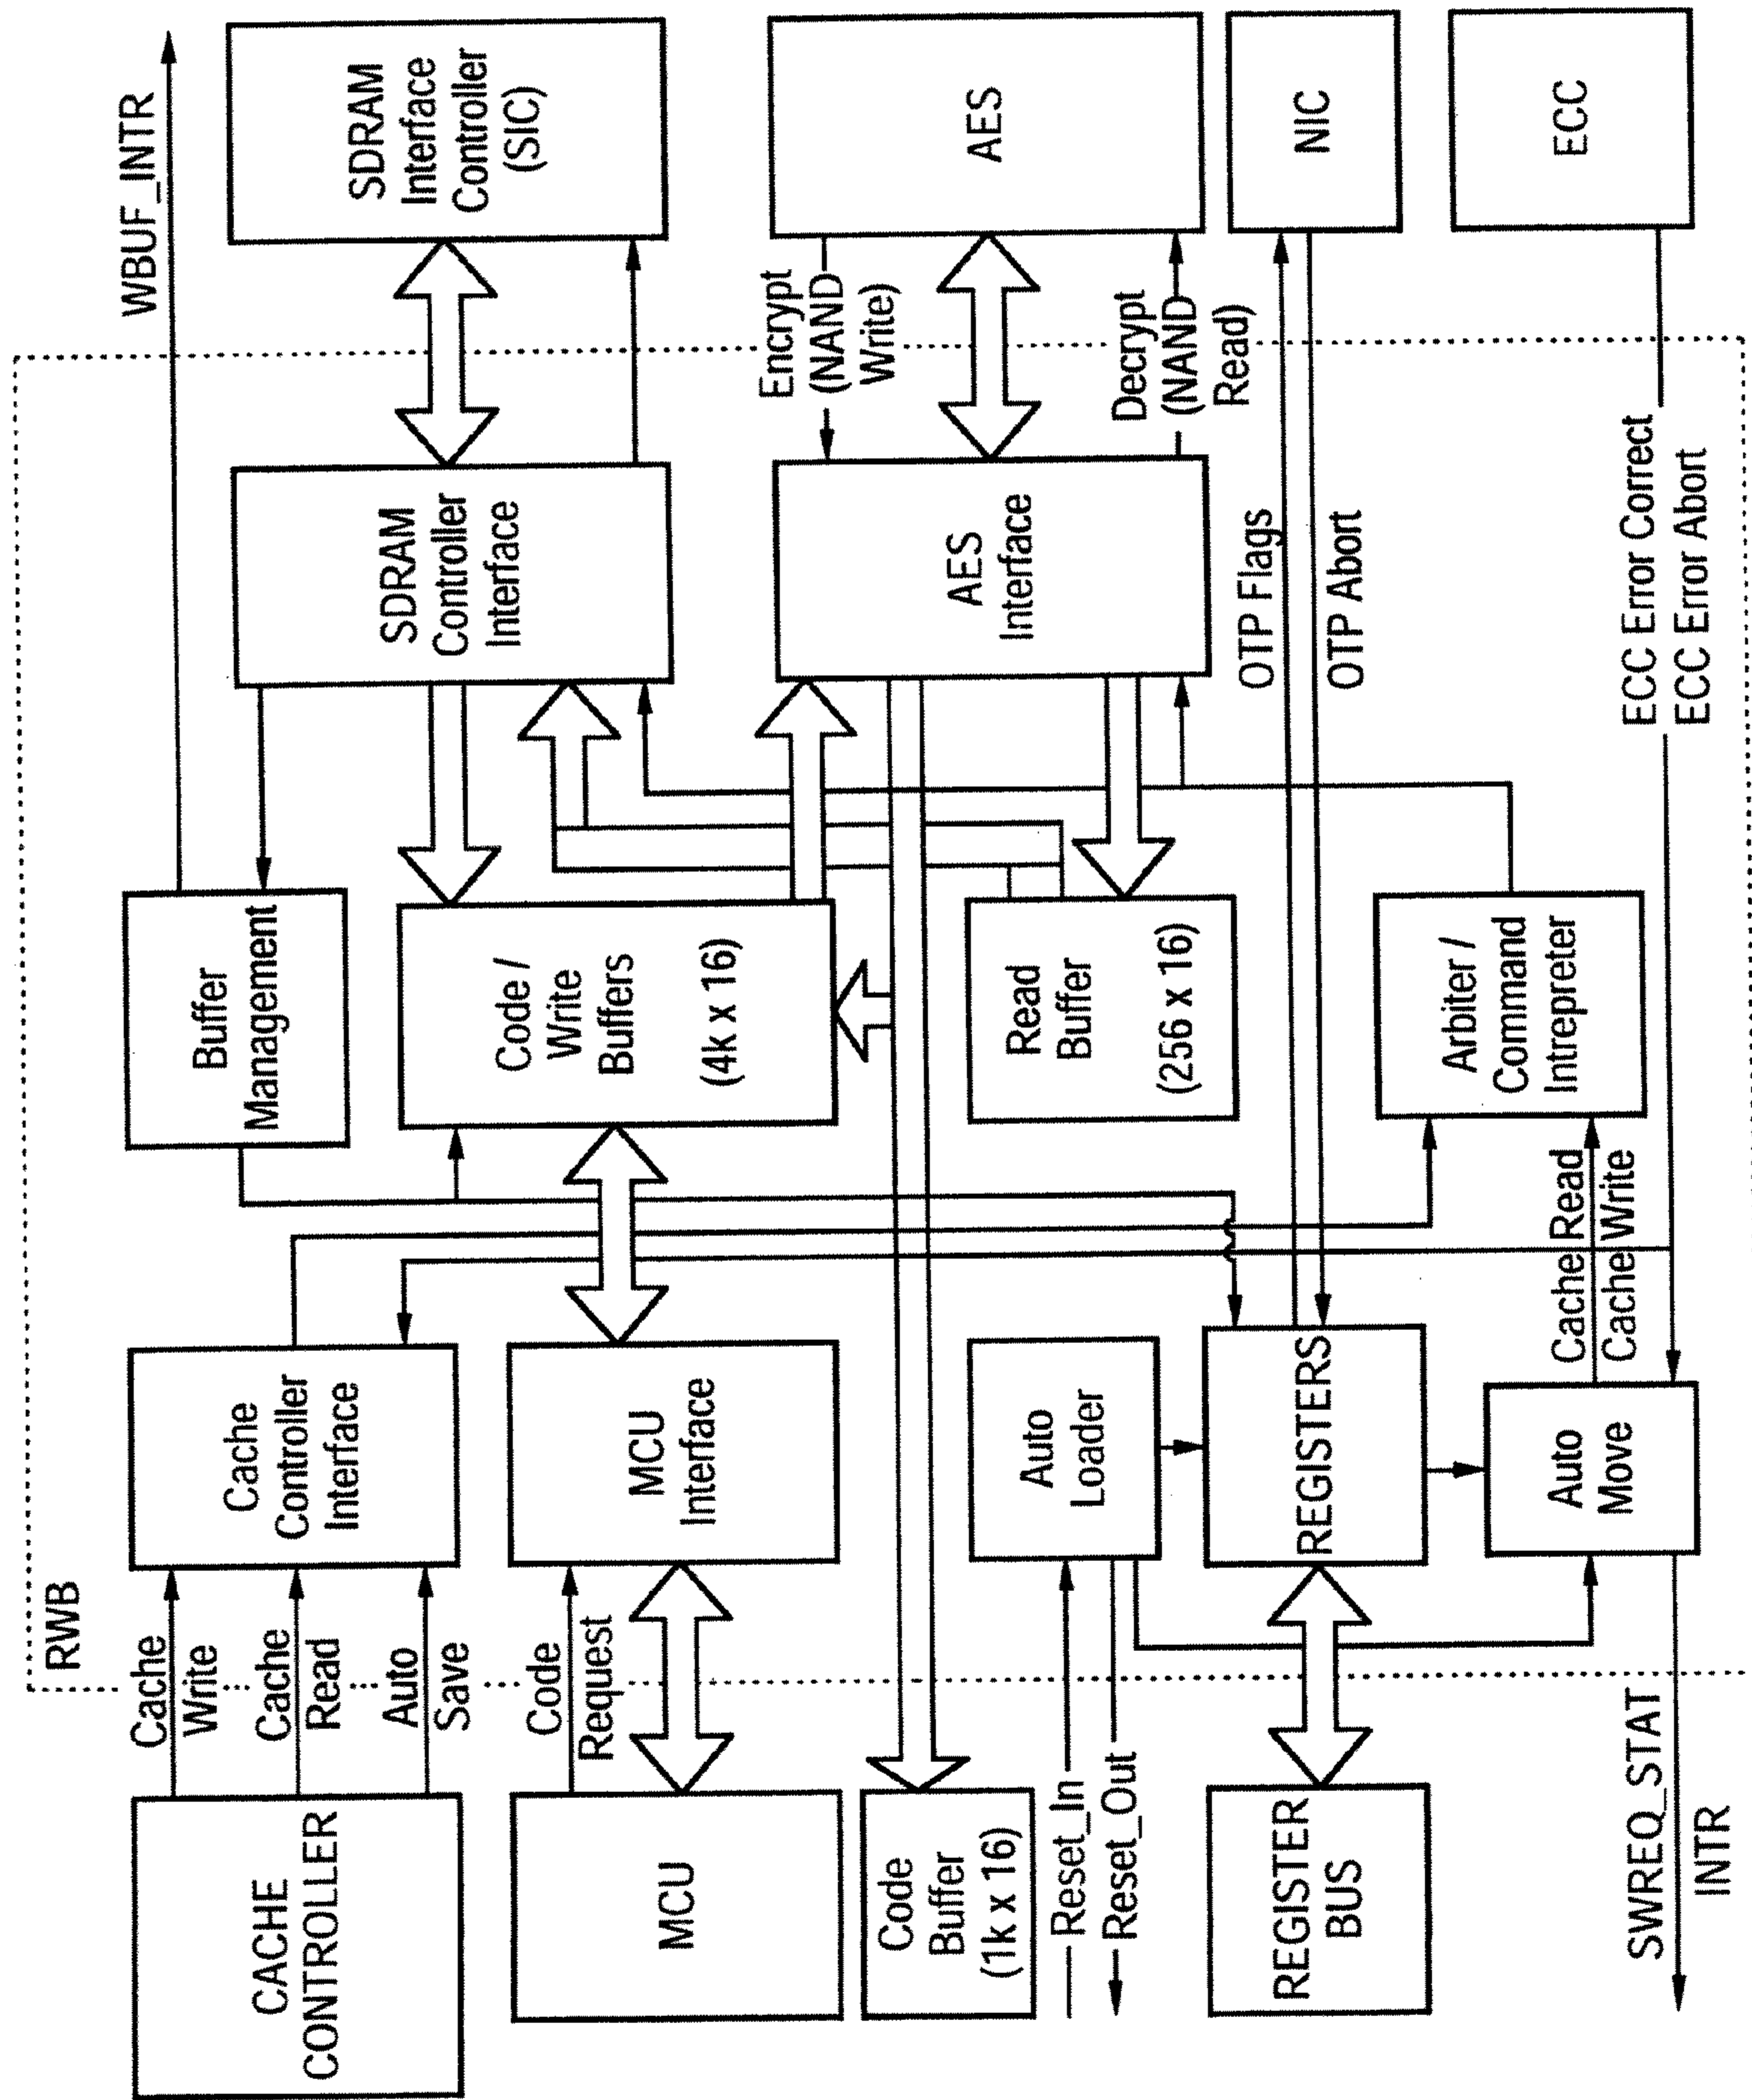 RWB
WBUF_INTR
CACHE
CONTROLLER
Cache
Write
Cache
Read
Auto
Save
Cache
Controller
Interface
Buffer
Management
SDRAM
Controller
Interface
SDRAM
Interface
Controller
(SIC)
MCU
Code
Request
MCU
Interface
Code /
Write
Buffers
(4k x 16)
Encrypt
(NAND
Write)
AES
Interface
AES
Decrypt
(NAND
Read)
Code
Buffer
(1k x 16)
Reset_In
Reset_Out
Auto
Loader
Read
Buffer
(256 x 16)
OTP Flags
OTP Abort
NIC
REGISTER
BUS
REGISTERS
Arbiter /
Command
Intrepreter
ECC
Auto
Move
Cache Read
Cache Write
ECC Error Correct
ECC Error Abort
SWREQ_STAT
INTR